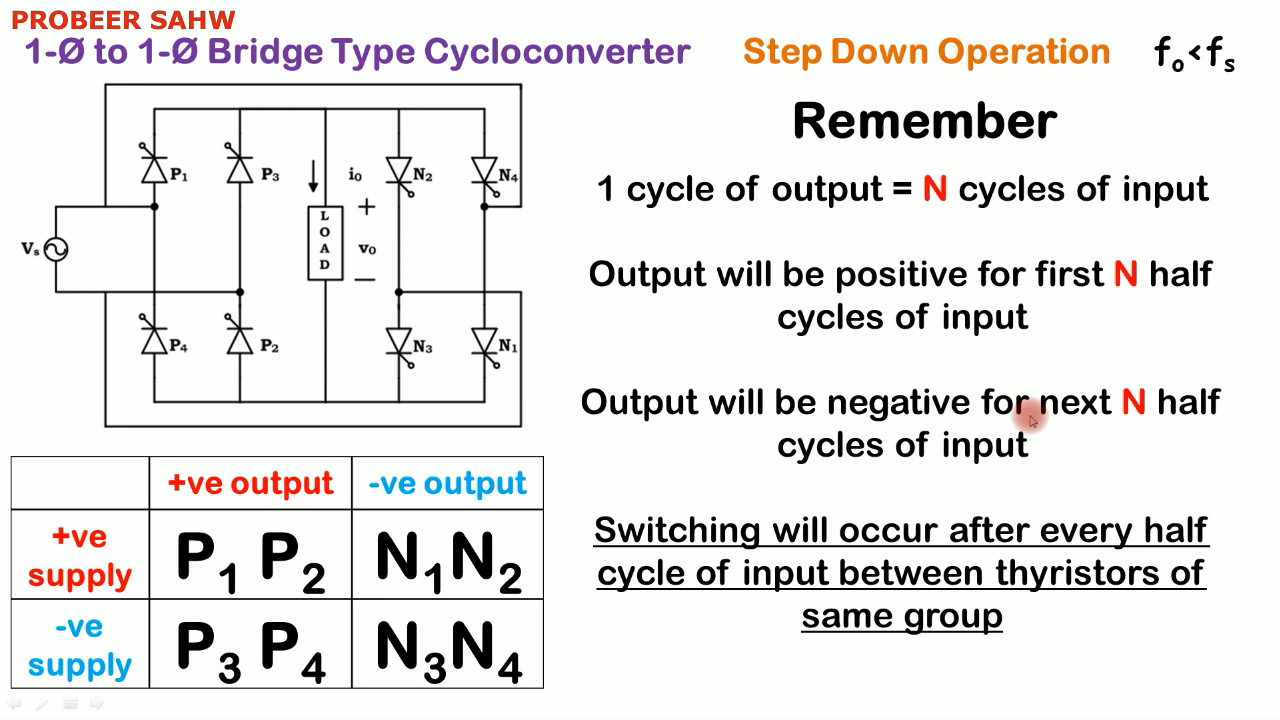 PROBEER SAHW
1-Ø to 1-Ø Bridge Type Cycloconverter
Step Down Operation
fₒ<fₛ
P₁
P₃
iₒ
N₂
N₄
+
L
O
A
D
vₒ
–
Vₛ
P₄
P₂
N₃
N₁
+ve output
-ve output
+ve
supply
P₁ P₂
N₁N₂
-ve
supply
P₃ P₄
N₃N₄
Remember
1 cycle of output = N cycles of input
Output will be positive for first N half
cycles of input
Output will be negative for next N half
cycles of input
Switching will occur after every half
cycle of input between thyristors of
same group